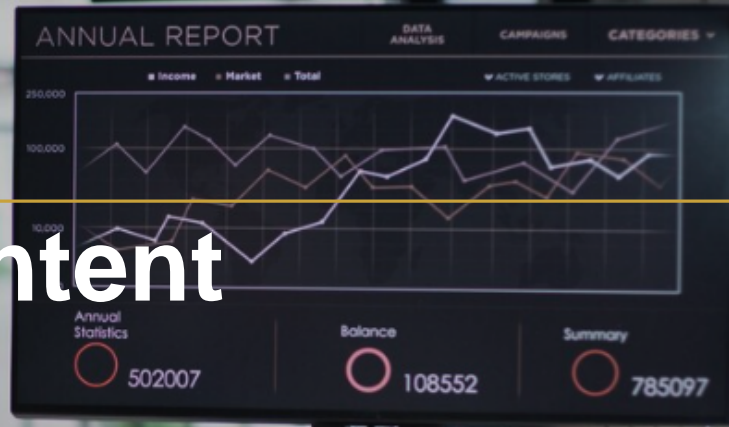 ANNUAL REPORT
DATA
ANALYSIS
CAMPAIGNS
CATEGORIES
Income
Market
Total
ACTIVE STORES
AFFILIATES
250,000
100,000
10,000
ntent
Annual
Statistics
502007
Balance
108552
Summary
785097